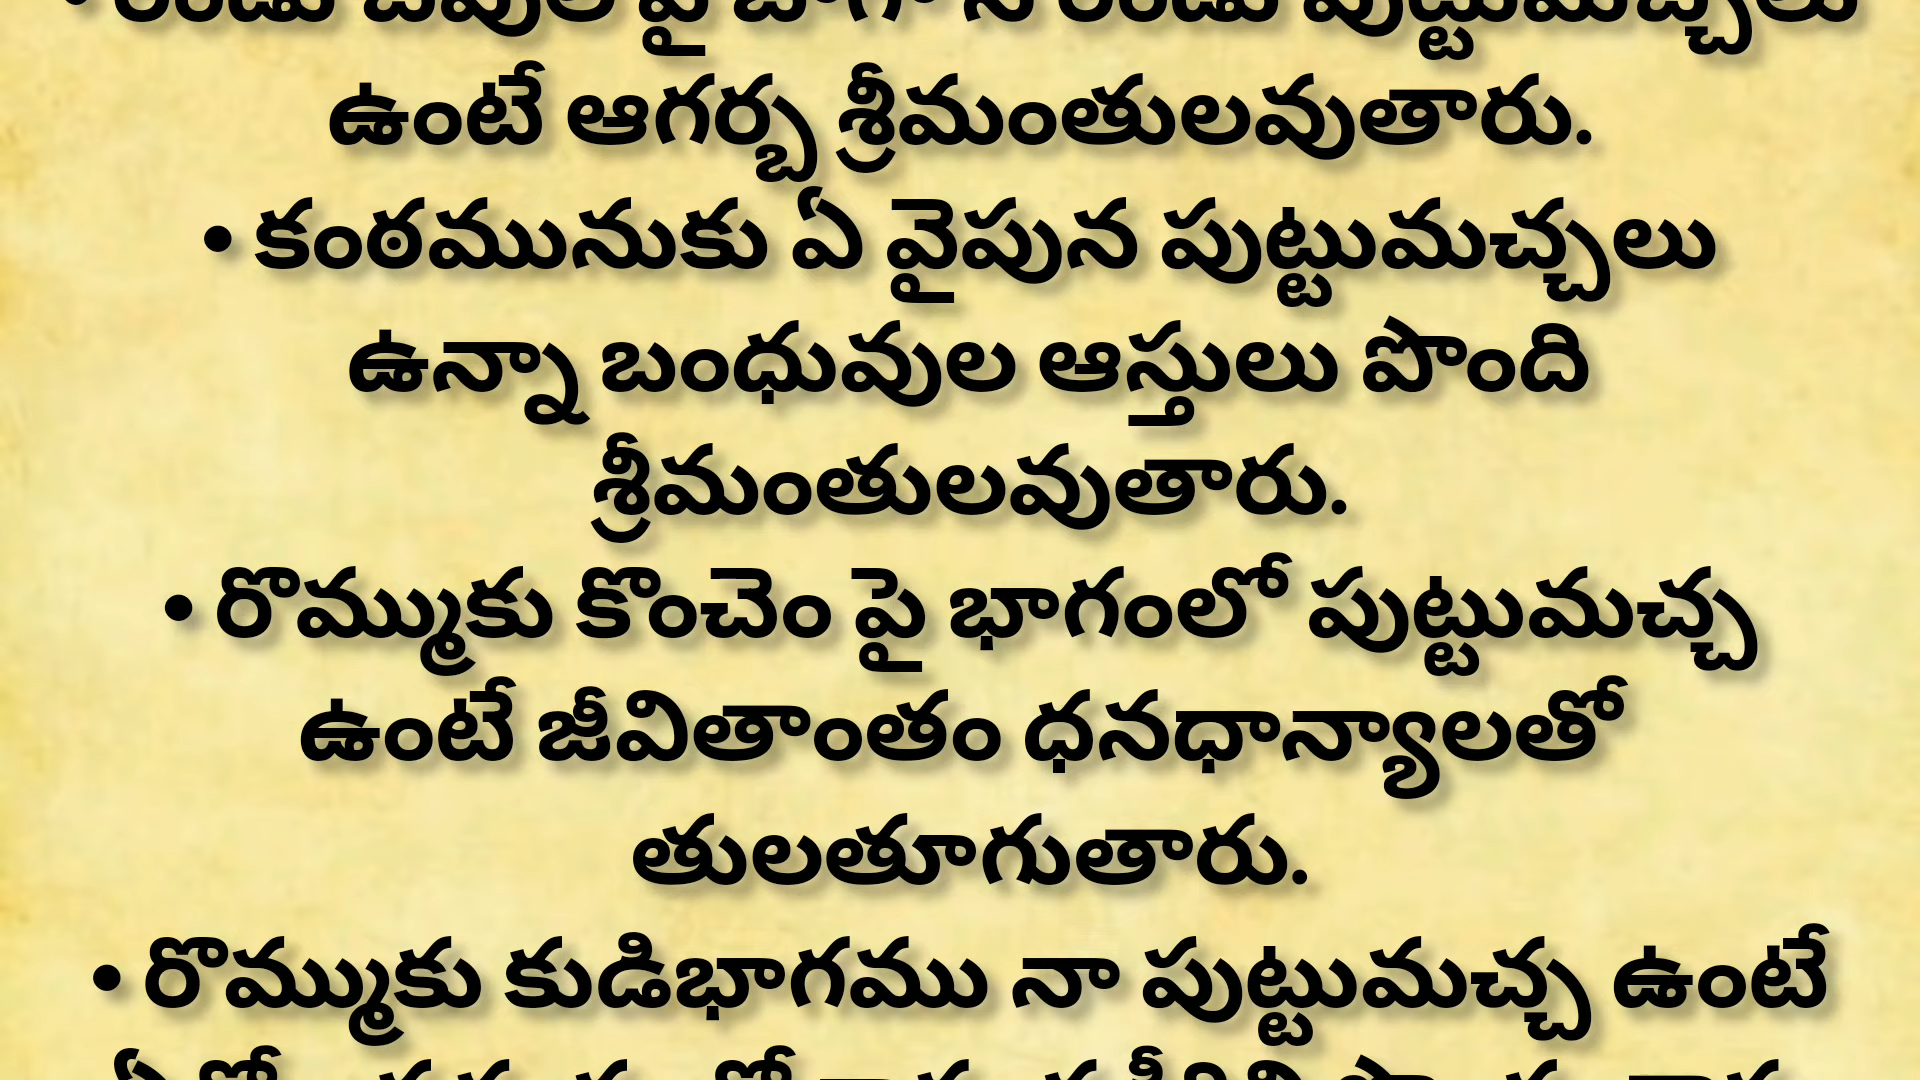 పుట్టుమచ్చలు
ఉంటే ఆగర్బ శ్రీమంతులవుతారు.
• కంఠమునుకు ఏ వైపున పుట్టుమచ్చలు
ఉన్నా బంధువుల ఆస్తులు పొంది
శ్రీమంతులవుతారు.
• రొమ్ముకు కొంచెం పై భాగంలో పుట్టుమచ్చ
ఉంటే జీవితాంతం ధనధాన్యాలతో
తులతూగుతారు.
• రొమ్ముకు కుడిభాగము నా పుట్టుమచ్చ ఉంటే